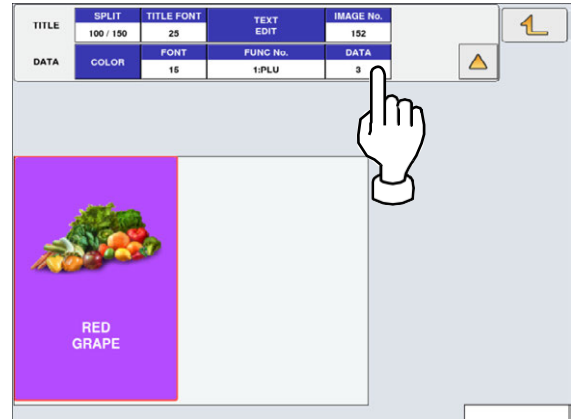 TITLE
SPLIT
100 / 150
TITLE FONT
25
TEXT
EDIT
IMAGE No.
152
DATA
COLOR
FONT
15
FUNC No.
1:PLU
DATA
3
RED
GRAPE